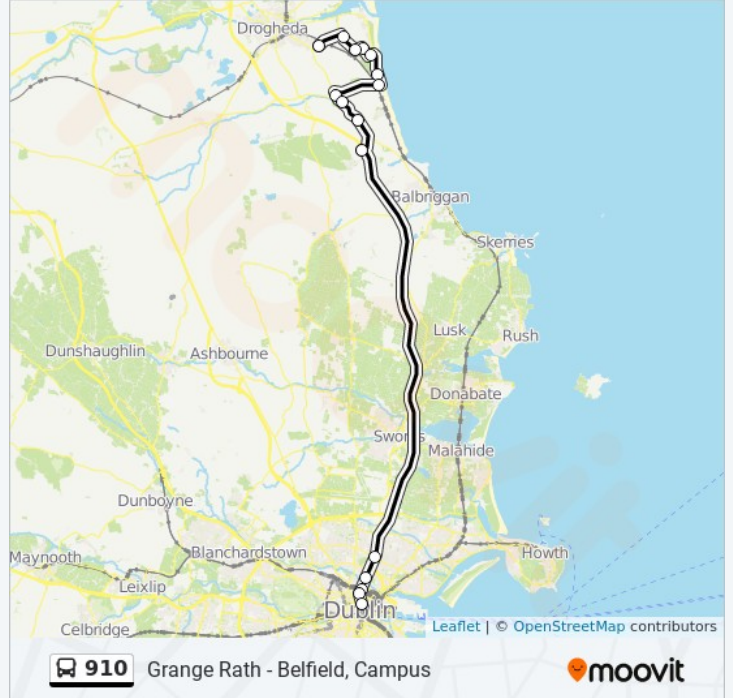 Drogheda
Balbriggan
Skemes
Lusk
Rush
Dunshaughlin
Ashbourne
Donabate
Swords
Malahide
Dunboyne
Blanchardstown
Howth
Maynooth
Leixlip
Dublin
Celbridge
Leaflet | © OpenStreetMap contributors
910 Grange Rath - Belfield, Campus
moovit